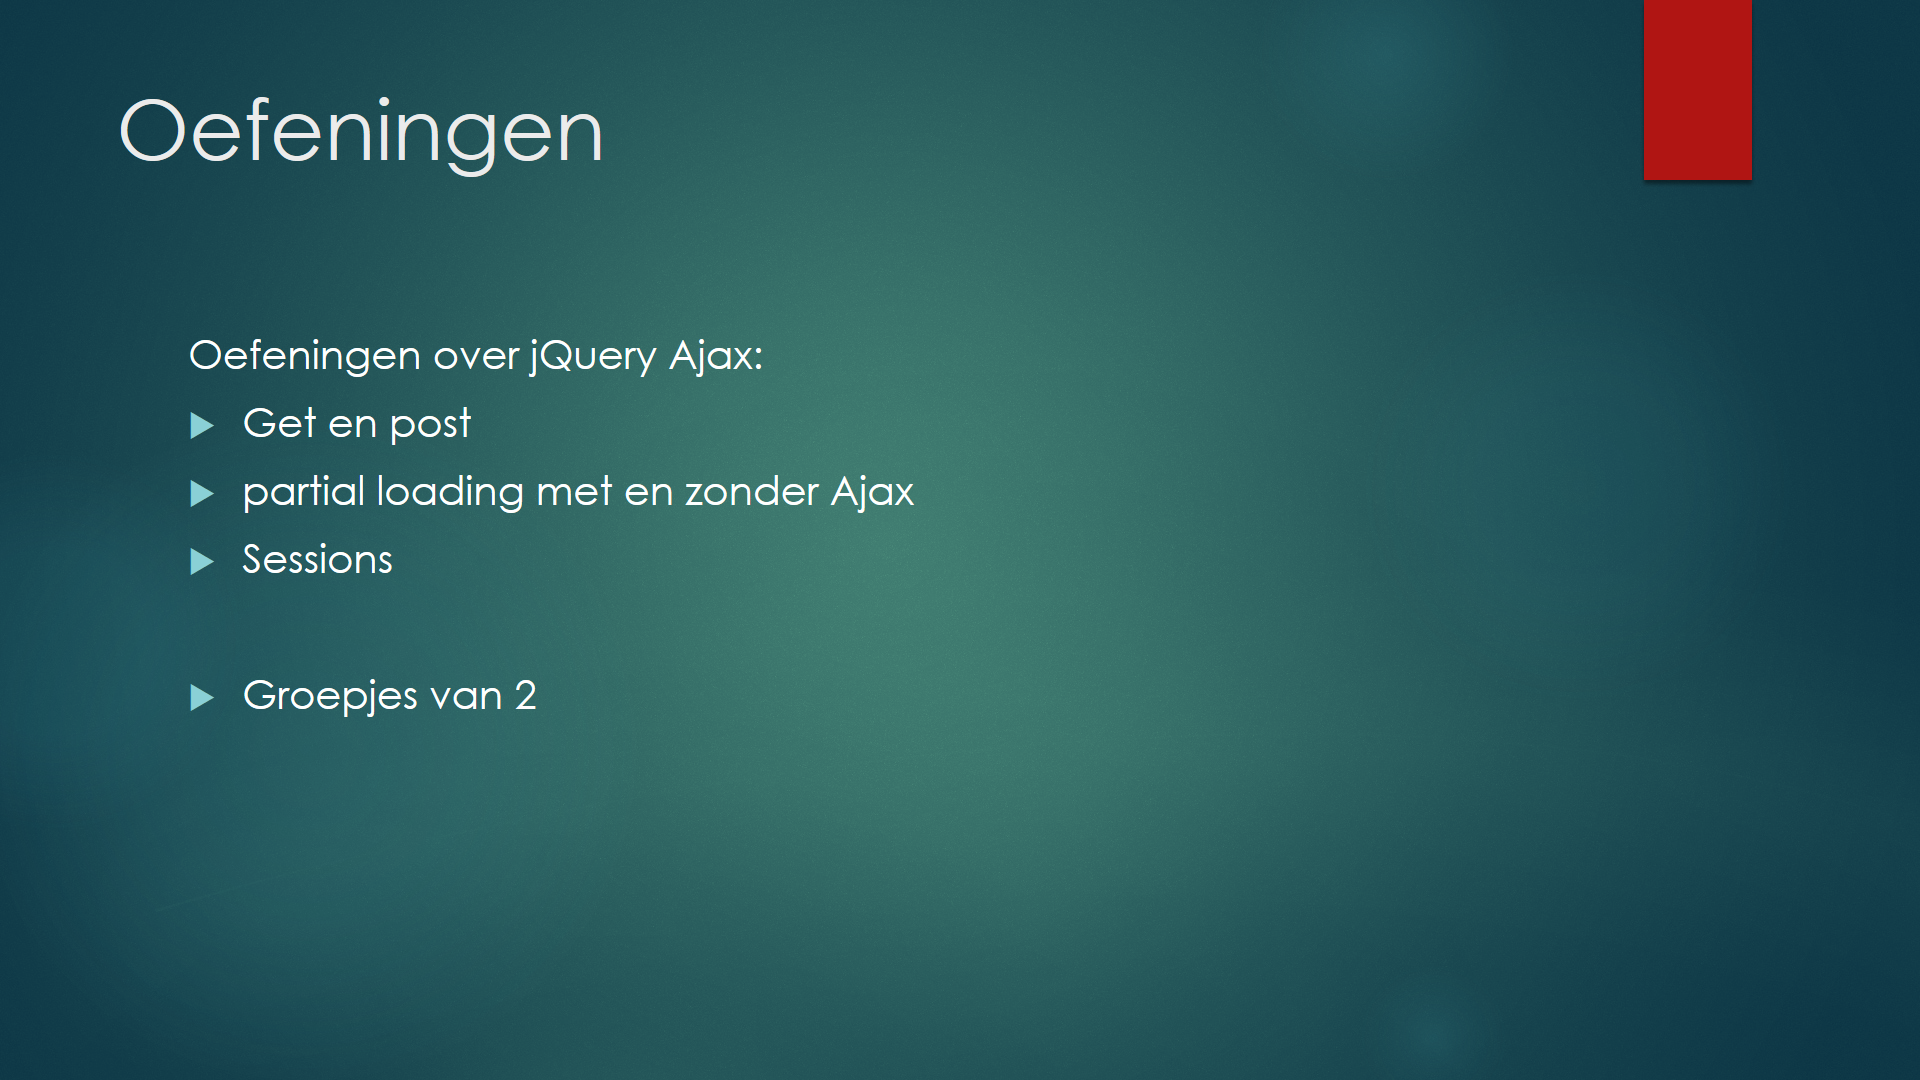 Oefeningen
Oefeningen over jQuery Ajax:
Get en post
partial loading met en zonder Ajax
Sessions
Groepjes van 2